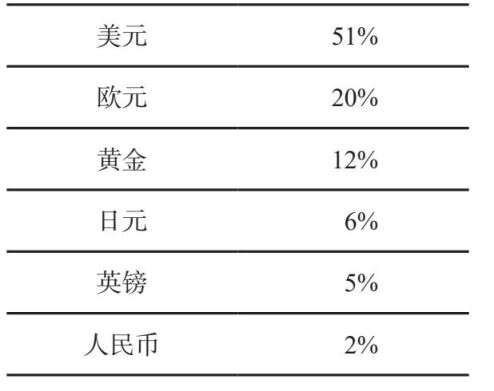 美元 51%
欧元 20%
黄金 12%
日元 6%
英镑 5%
人民币 2%